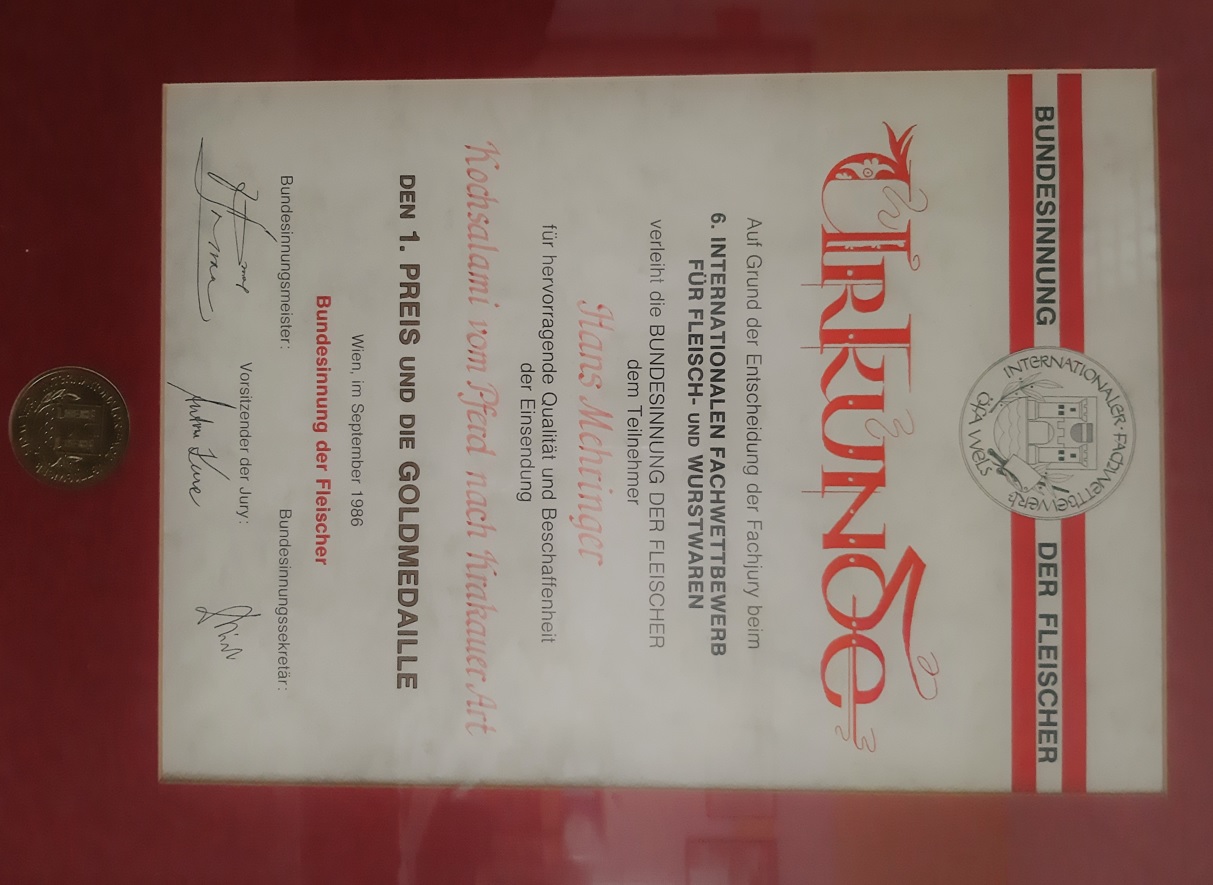 BUNDESINNUNG DER FLEISCHER
INTERNATIONALER·FACHWETTBEWERB
ÖFA WELS
Urkunde
Auf Grund der Entscheidung der Fachjury beim
6. INTERNATIONALEN FACHWETTBEWERB
FÜR FLEISCH- UND WURSTWAREN
verleiht die BUNDESINNUNG DER FLEISCHER
dem Teilnehmer
Hans Mehringer
für hervorragende Qualität und Beschaffenheit
der Einsendung
Kochsalami vom Pferd nach Krakauer Art
DEN 1. PREIS UND DIE GOLDMEDAILLE
Wien, im September 1986
Bundesinnung der Fleischer
Bundesinnungsmeister: Bundesinnungssekretär:
Vorsitzender der Jury: